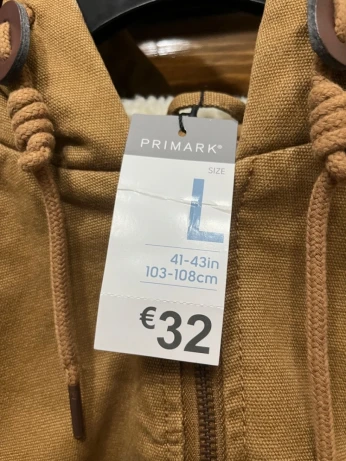 PRIMARK®
SIZE
L
41-43in
103-108cm
€32